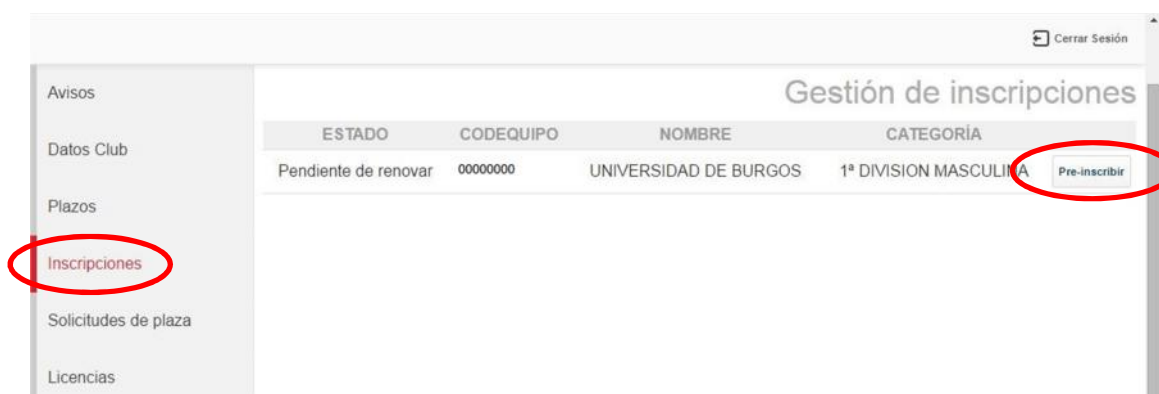 Cerrar Sesión
Gestión de inscripciones
Avisos
Datos Club
Plazos
Inscripciones
Solicitudes de plaza
Licencias
ESTADO CODEQUIPO NOMBRE CATEGORÍA
Pendiente de renovar 00000000 UNIVERSIDAD DE BURGOS 1ª DIVISION MASCULINA Pre-inscribir